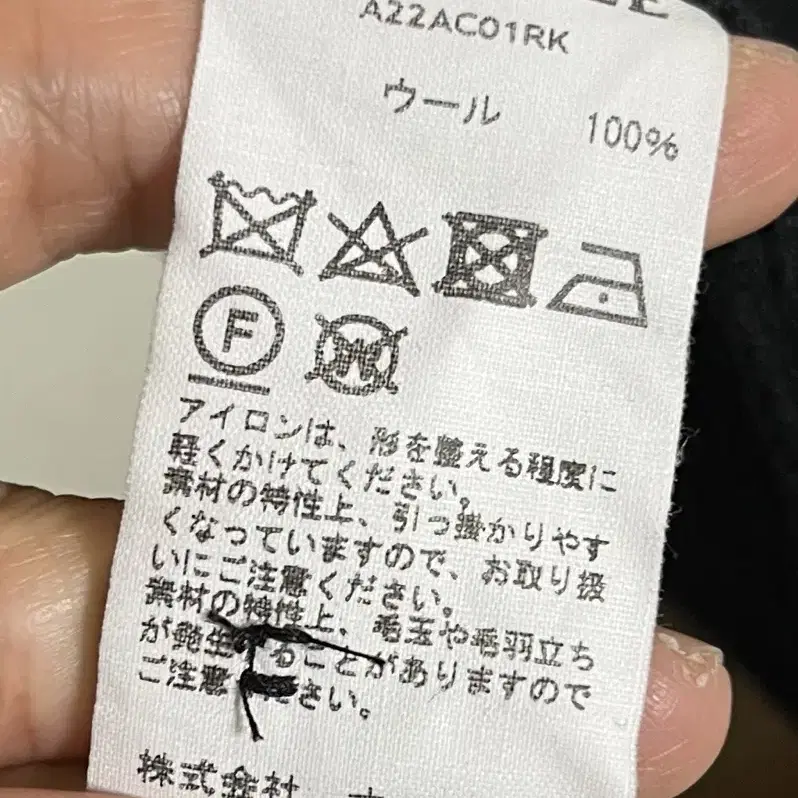 A22AC01RK
ウール 100%
F
W
アイロンは、形を整える程度に
軽くかけてください。
素材の特性上、引っ掛かりやす
くなっていますので、お取り扱
いにご注意ください。
素材の特性上、毛玉や毛羽立ち
が発生することがありますので
ご注意ください。
株式会社